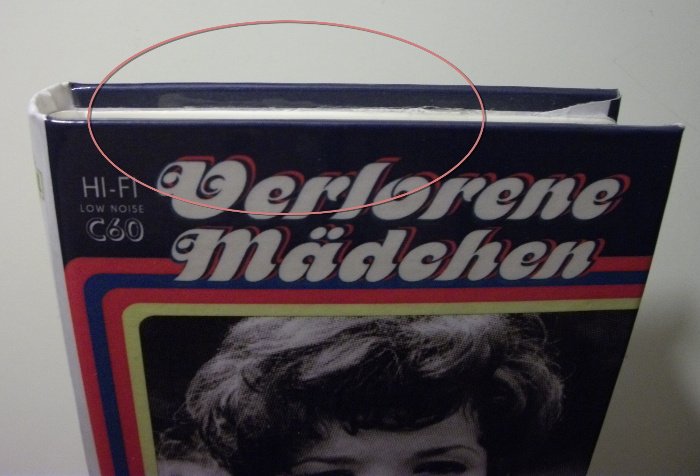 HI-FI
LOW NOISE
C60
Verlorene
Mädchen